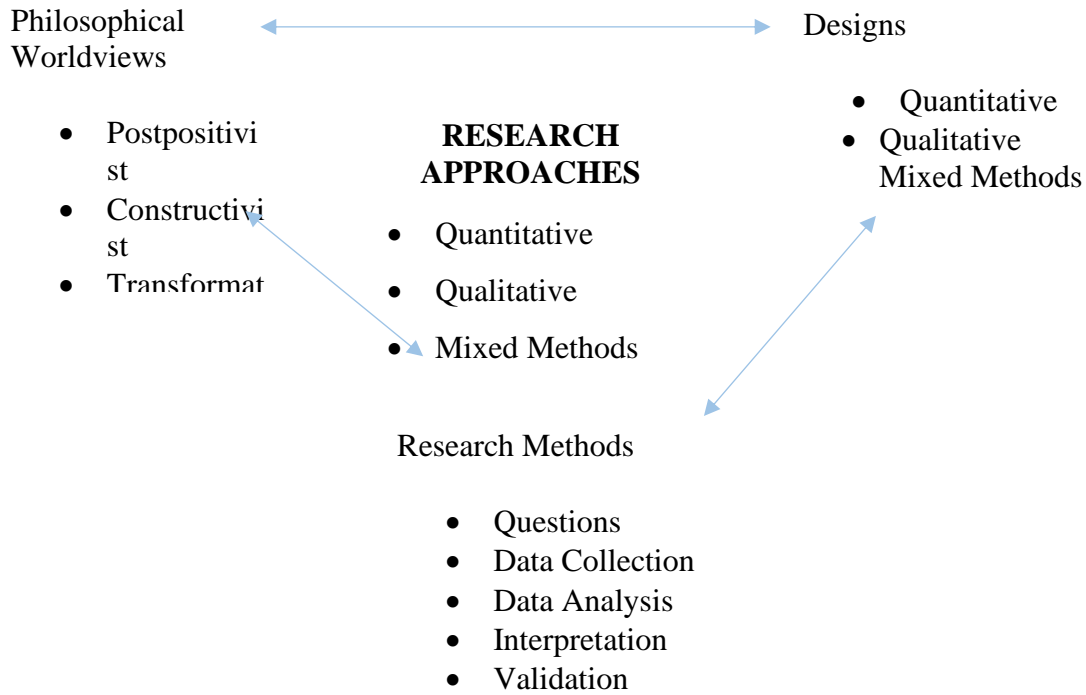 Philosophical
Worldviews
• Postpositivi
st
• Constructivi
st
• Transformat
RESEARCH
APPROACHES
• Quantitative
• Qualitative
• Mixed Methods
Designs
• Quantitative
• Qualitative
Mixed Methods
Research Methods
• Questions
• Data Collection
• Data Analysis
• Interpretation
• Validation